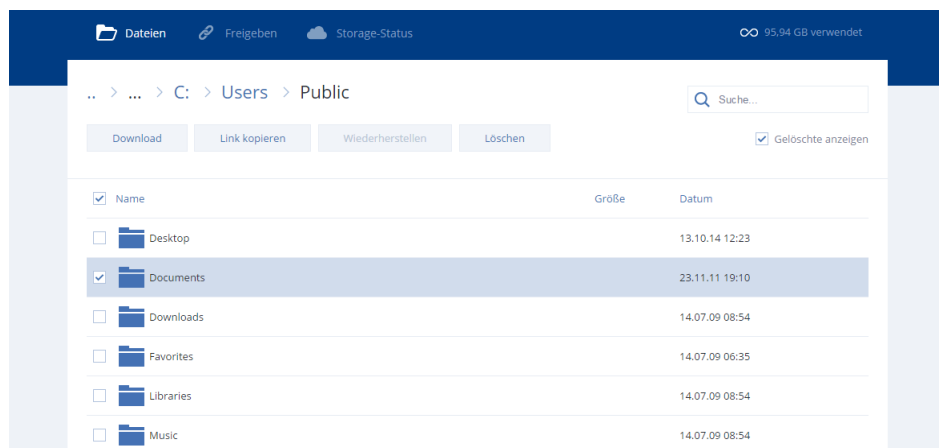 Dateien Freigeben Storage-Status 95,94 GB verwendet
.. > ... > C: > Users > Public
Suche...
Download Link kopieren Wiederherstellen Löschen Gelöschte anzeigen
Name Größe Datum
Desktop 13.10.14 12:23
Documents 23.11.11 19:10
Downloads 14.07.09 08:54
Favorites 14.07.09 06:35
Libraries 14.07.09 08:54
Music 14.07.09 08:54